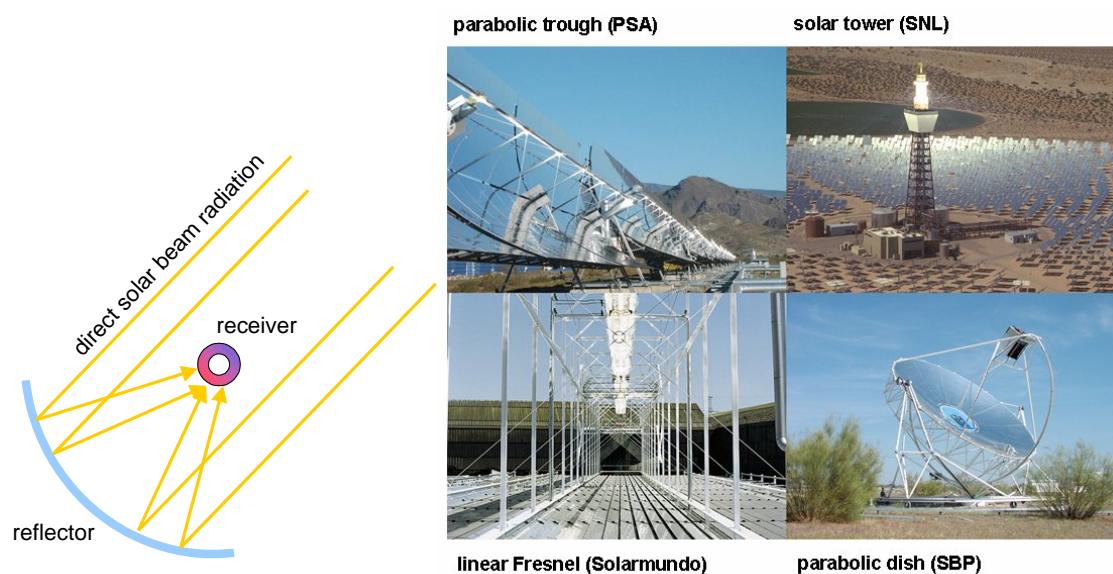 parabolic trough (PSA)
solar tower (SNL)
direct solar beam radiation
receiver
reflector
linear Fresnel (Solarmundo)
parabolic dish (SBP)